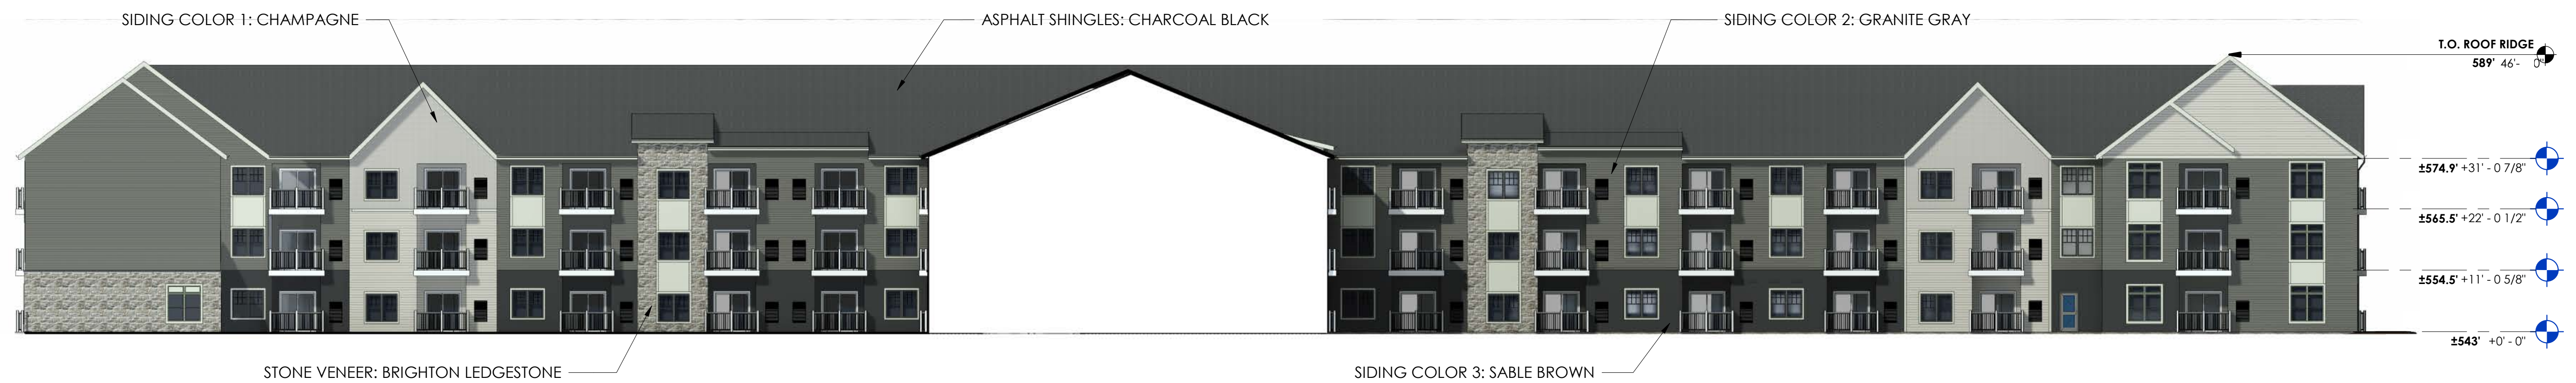 SIDING COLOR 1: CHAMPAGNE
ASPHALT SHINGLES: CHARCOAL BLACK
SIDING COLOR 2: GRANITE GRAY
T.O. ROOF RIDGE
589' 46'- 0"
±574.9' +31' - 0 7/8"
±565.5' +22' - 0 1/2"
±554.5' +11' - 0 5/8"
±543' +0' - 0"
STONE VENEER: BRIGHTON LEDGESTONE
SIDING COLOR 3: SABLE BROWN